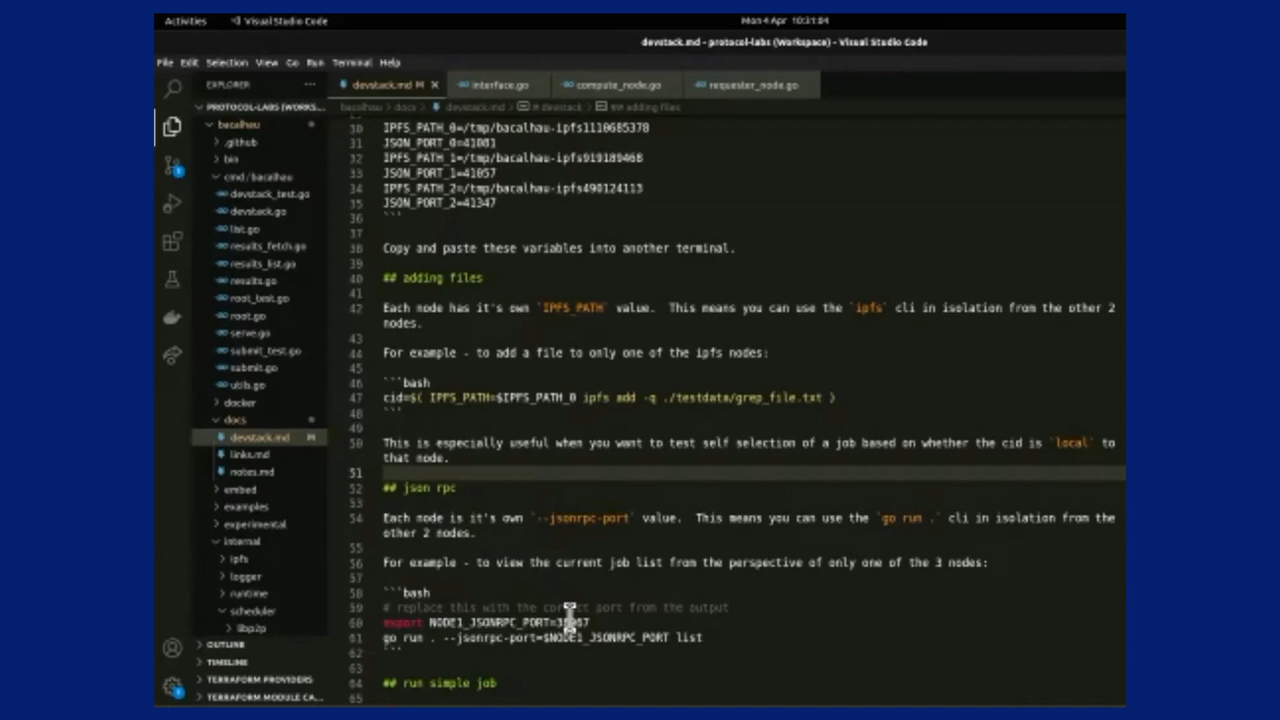 Activities Visual Studio Code Mon 4 Apr 10:31:04
devstack.md - protocol-labs (Workspace) - Visual Studio Code
File Edit Selection View Go Run Terminal Help
EXPLORER ... devstack.md M × interface.go compute_node.go requester_node.go
PROTOCOL-LABS (WORKS... bacalhau > docs > devstack.md > # devstack > ## adding files
bacalhau
.github
bin
cmd/bacalhau
devstack_test.go
devstack.go
list.go
results_fetch.go
results_list.go
results.go
root_test.go
root.go
serve.go
submit_test.go
submit.go
utils.go
docker
docs
devstack.md M
links.md
notes.md
embed
examples
experimental
internal
ipfs
logger
runtime
scheduler
libp2p
OUTLINE
TIMELINE
TERRAFORM PROVIDERS
TERRAFORM MODULE CA...
30 IPFS_PATH_0=/tmp/bacalhau-ipfs1110685378
31 JSON_PORT_0=41081
32 IPFS_PATH_1=/tmp/bacalhau-ipfs919189468
33 JSON_PORT_1=41057
34 IPFS_PATH_2=/tmp/bacalhau-ipfs490124113
35 JSON_PORT_2=41347
36 ```
37
38 Copy and paste these variables into another terminal.
39
40 ## adding files
41
42 Each node has it's own `IPFS_PATH` value. This means you can use the `ipfs` cli in isolation from the other 2
nodes.
43
44 For example - to add a file to only one of the ipfs nodes:
45
46 ```bash
47 cid=$( IPFS_PATH=$IPFS_PATH_0 ipfs add -q ./testdata/grep_file.txt )
48 ```
49
50 This is especially useful when you want to test self selection of a job based on whether the cid is `local` to
that node.
51
52 ## json rpc
53
54 Each node is it's own `--jsonrpc-port` value. This means you can use the `go run .` cli in isolation from the
other 2 nodes.
55
56 For example - to view the current job list from the perspective of only one of the 3 nodes:
57
58 ```bash
59 # replace this with the correct port from the output
60 export NODE1_JSONRPC_PORT=
61 go run . --jsonrpc-port=$NODE1_JSONRPC_PORT list
62 ```
63
64 ## run simple job
65